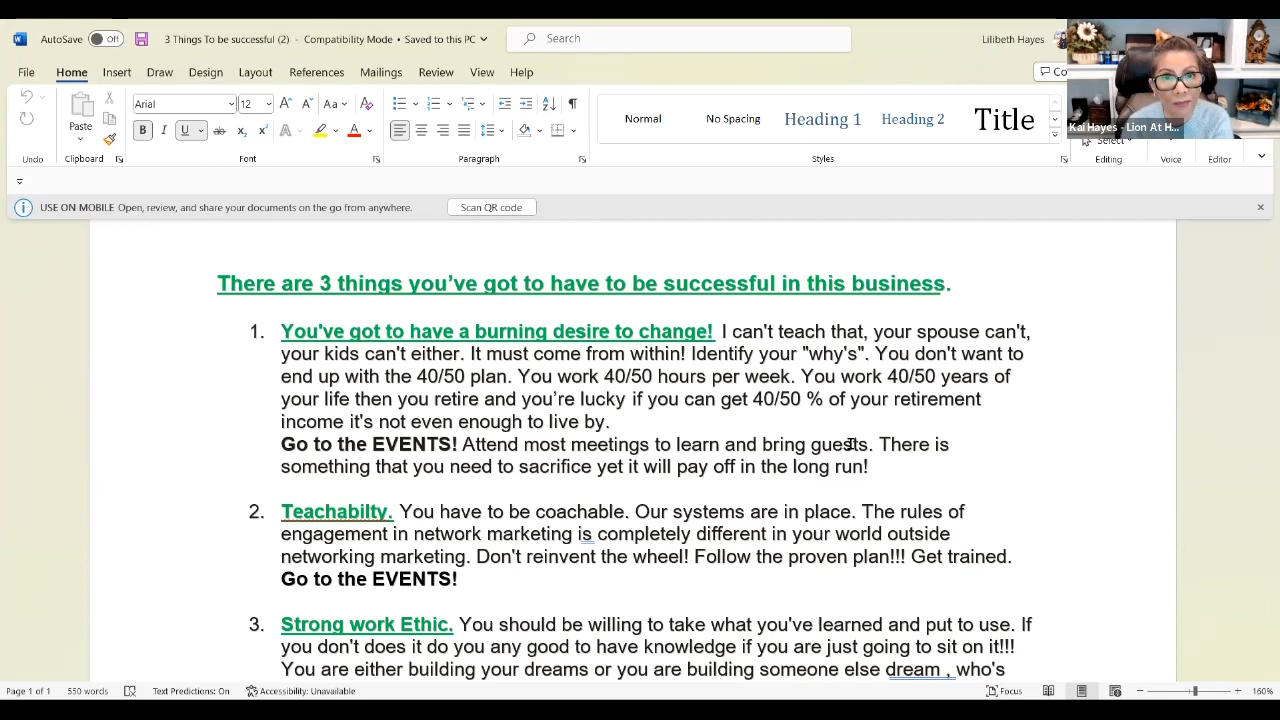 AutoSave Off 3 Things To be successful (2) - Compatibility Mode • Saved to this PC Search Lilibeth Hayes
File Home Insert Draw Design Layout References Mailings Review View Help Co
Kai Hayes - Lion At H...
Paste
Arial 12 Aa
B I U ab x₂ x² A A
Normal No Spacing Heading 1 Heading 2 Title
Select
Undo Clipboard Font Paragraph Styles Editing Voice Editor
USE ON MOBILE Open, review, and share your documents on the go from anywhere. Scan QR code
There are 3 things you've got to have to be successful in this business.
1. You've got to have a burning desire to change! I can't teach that, your spouse can't,
your kids can't either. It must come from within! Identify your "why's". You don't want to
end up with the 40/50 plan. You work 40/50 hours per week. You work 40/50 years of
your life then you retire and you're lucky if you can get 40/50 % of your retirement
income it's not even enough to live by.
Go to the EVENTS! Attend most meetings to learn and bring guests. There is
something that you need to sacrifice yet it will pay off in the long run!
2. Teachabilty. You have to be coachable. Our systems are in place. The rules of
engagement in network marketing is completely different in your world outside
networking marketing. Don't reinvent the wheel! Follow the proven plan!!! Get trained.
Go to the EVENTS!
3. Strong work Ethic. You should be willing to take what you've learned and put to use. If
you don't does it do you any good to have knowledge if you are just going to sit on it!!!
You are either building your dreams or you are building someone else dream , who's
Page 1 of 1 550 words Text Predictions: On Accessibility: Unavailable Focus 160%